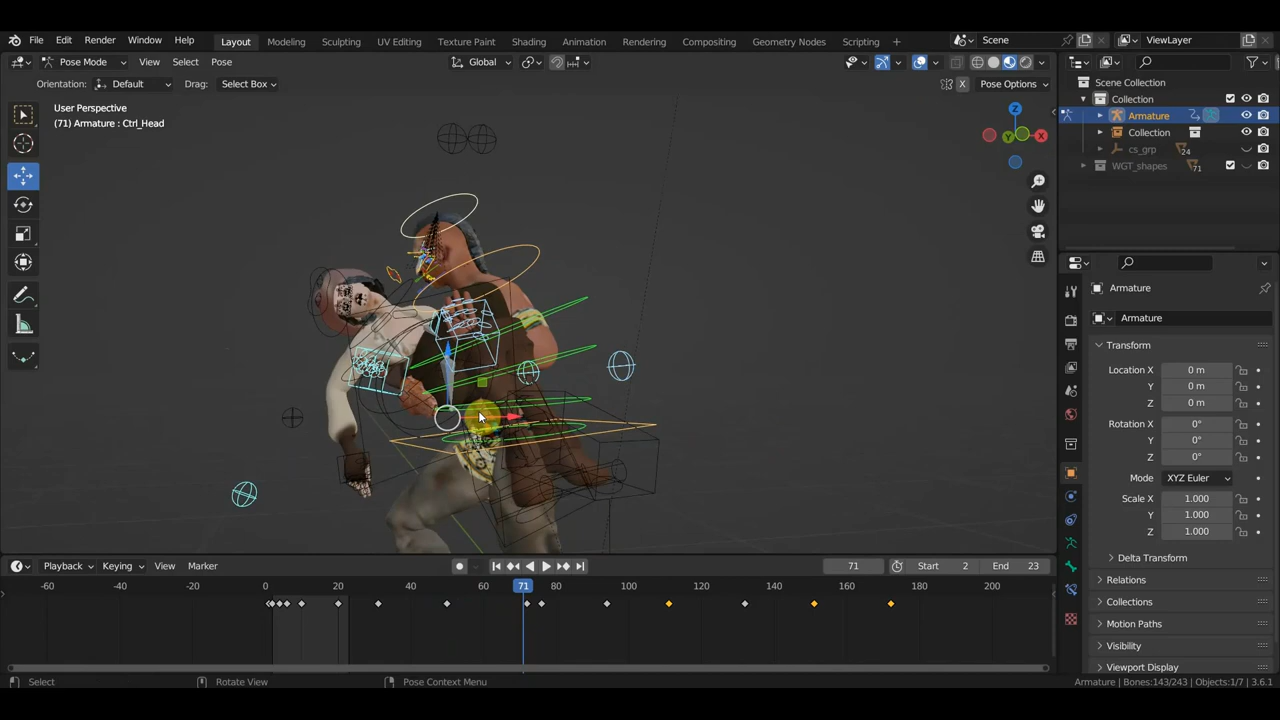 File Edit Render Window Help Layout Modeling Sculpting UV Editing Texture Paint Shading Animation Rendering Compositing Geometry Nodes Scripting + Scene ViewLayer
Pose Mode View Select Pose Global
Orientation: Default Drag: Select Box X Pose Options
User Perspective
(71) Armature : Ctrl_Head
Z
Y
X
Scene Collection
Collection
Armature
Collection
cs_grp 24
WGT_shapes 71
Armature
Armature
Transform
Location X 0 m
Y 0 m
Z 0 m
Rotation X 0°
Y 0°
Z 0°
Mode XYZ Euler
Scale X 1.000
Y 1.000
Z 1.000
Delta Transform
Relations
Collections
Motion Paths
Visibility
Viewport Display
Playback Keying View Marker 71 Start 2 End 23
-60 -40 -20 0 20 40 60 71 100 120 140 160 180 200
Select Rotate View Pose Context Menu Armature | Bones:143/243 | Objects:1/7 | 3.6.1